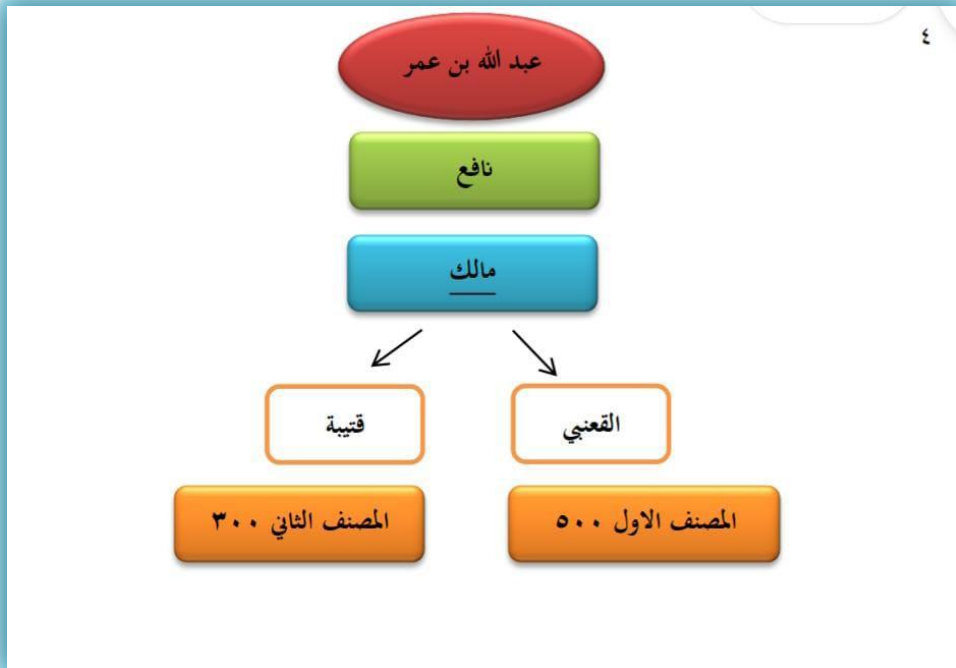 ٤
عبد الله بن عمر
نافع
مالك
القعنبي
قتيبة
المصنف الاول ٥٠٠
المصنف الثاني ٣٠٠